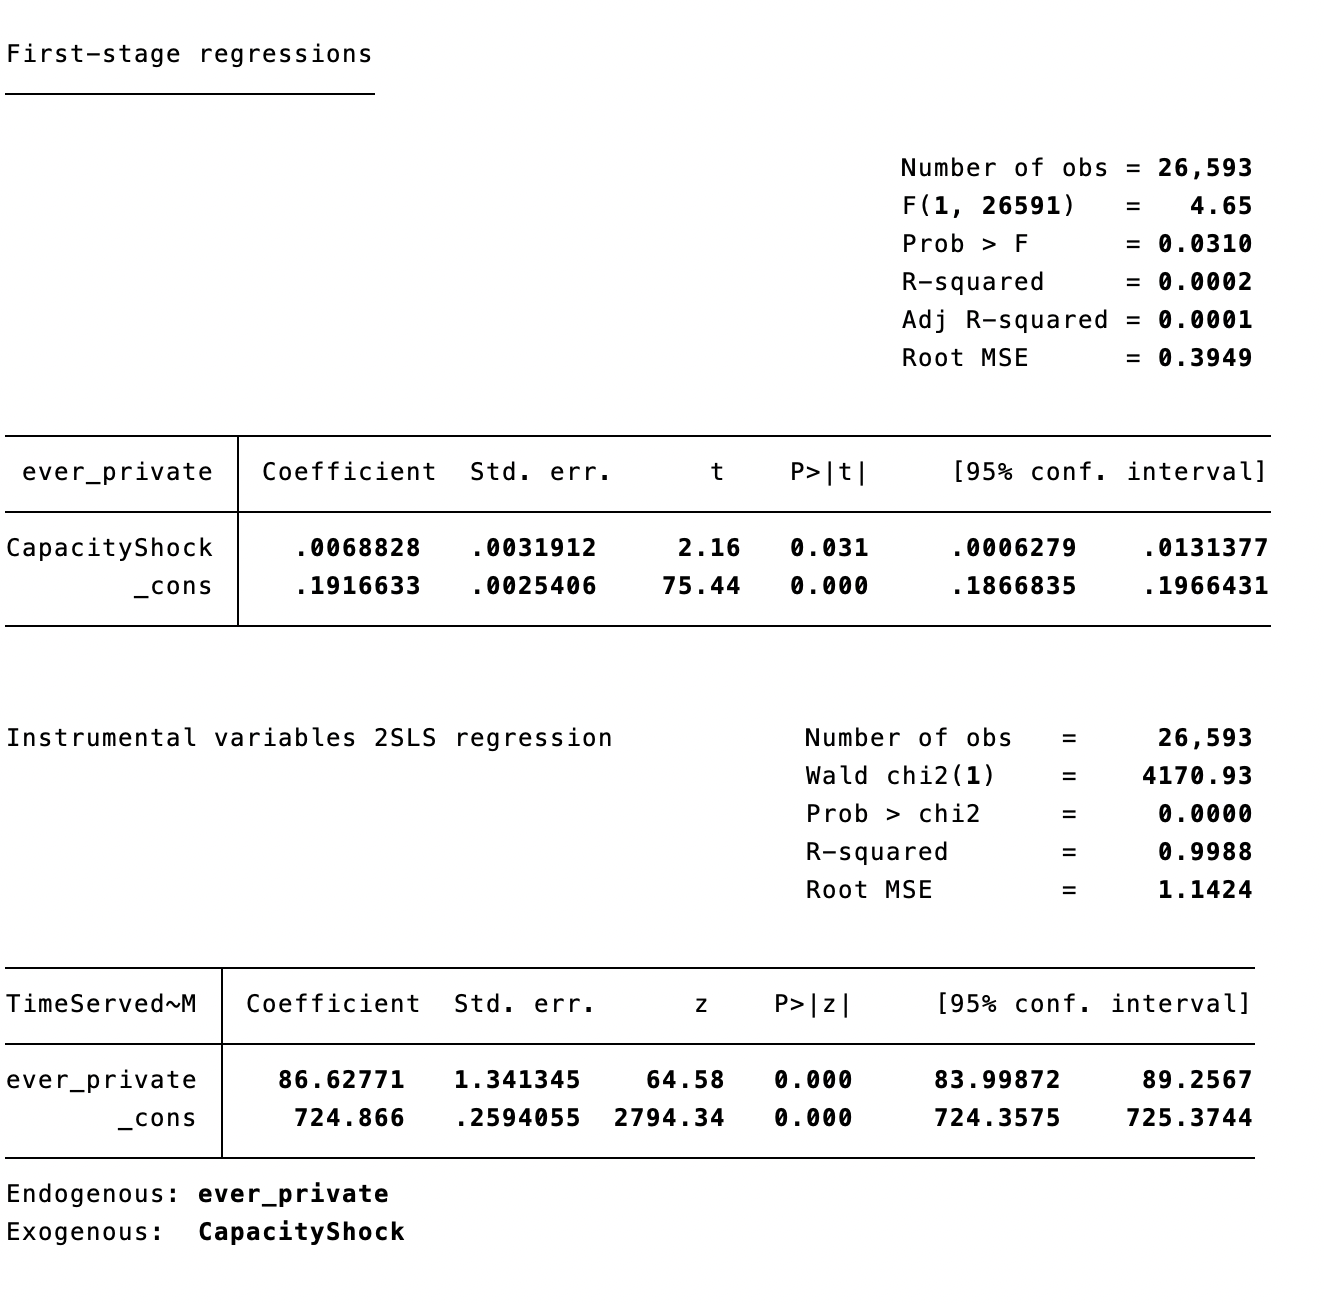 First-stage regressions
Number of obs = 26,593
F(1, 26591) = 4.65
Prob > F = 0.0310
R-squared = 0.0002
Adj R-squared = 0.0001
Root MSE = 0.3949
ever_private Coefficient Std. err. t P>|t| [95% conf. interval]
CapacityShock .0068828 .0031912 2.16 0.031 .0006279 .0131377
_cons .1916633 .0025406 75.44 0.000 .1866835 .1966431
Instrumental variables 2SLS regression Number of obs = 26,593
Wald chi2(1) = 4170.93
Prob > chi2 = 0.0000
R-squared = 0.9988
Root MSE = 1.1424
TimeServed~M Coefficient Std. err. z P>|z| [95% conf. interval]
ever_private 86.62771 1.341345 64.58 0.000 83.99872 89.2567
_cons 724.866 .2594055 2794.34 0.000 724.3575 725.3744
Endogenous: ever_private
Exogenous: CapacityShock